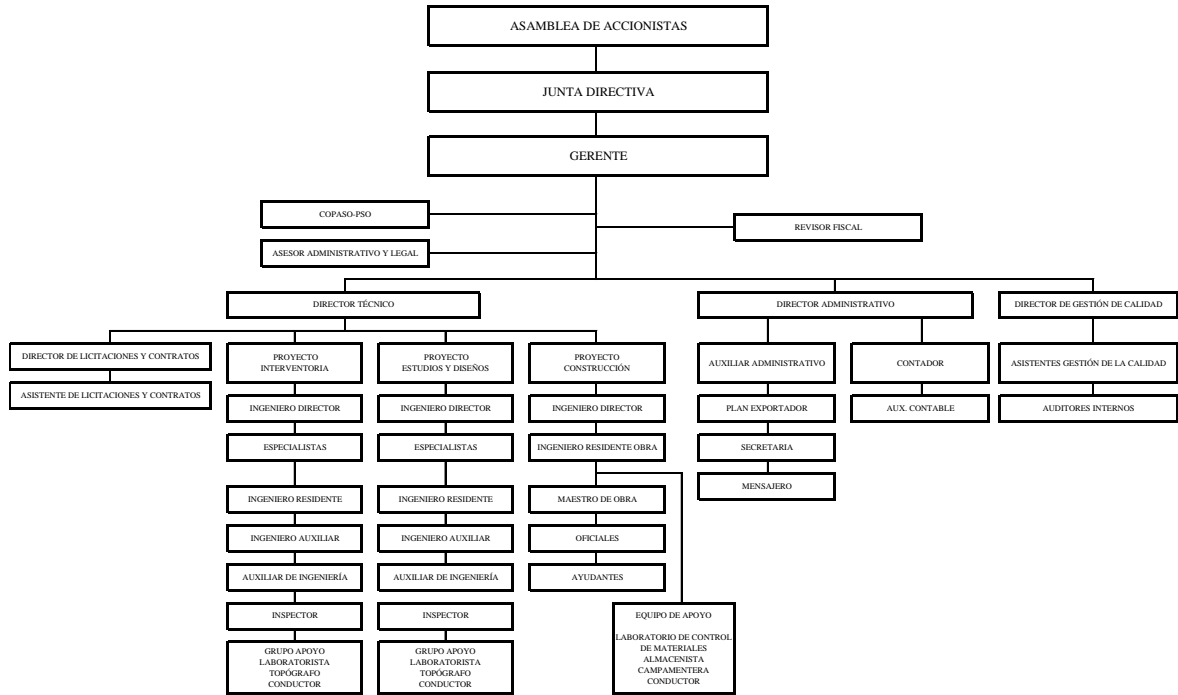 ASAMBLEA DE ACCIONISTAS
JUNTA DIRECTIVA
GERENTE
COPASO-PSO
REVISOR FISCAL
ASESOR ADMINISTRATIVO Y LEGAL
DIRECTOR TÉCNICO
DIRECTOR ADMINISTRATIVO
DIRECTOR DE GESTIÓN DE CALIDAD
DIRECTOR DE LICITACIONES Y CONTRATOS
ASISTENTE DE LICITACIONES Y CONTRATOS
PROYECTO
INTERVENTORIA
INGENIERO DIRECTOR
ESPECIALISTAS
INGENIERO RESIDENTE
INGENIERO AUXILIAR
AUXILIAR DE INGENIERÍA
INSPECTOR
GRUPO APOYO
LABORATORISTA
TOPÓGRAFO
CONDUCTOR
PROYECTO
ESTUDIOS Y DISEÑOS
INGENIERO DIRECTOR
ESPECIALISTAS
INGENIERO RESIDENTE
INGENIERO AUXILIAR
AUXILIAR DE INGENIERÍA
INSPECTOR
GRUPO APOYO
LABORATORISTA
TOPÓGRAFO
CONDUCTOR
PROYECTO
CONSTRUCCIÓN
INGENIERO DIRECTOR
INGENIERO RESIDENTE OBRA
MAESTRO DE OBRA
OFICIALES
AYUDANTES
EQUIPO DE APOYO
LABORATORIO DE CONTROL
DE MATERIALES
ALMACENISTA
CAMPAMENTERA
CONDUCTOR
AUXILIAR ADMINISTRATIVO
PLAN EXPORTADOR
SECRETARIA
MENSAJERO
CONTADOR
AUX. CONTABLE
ASISTENTES GESTIÓN DE LA CALIDAD
AUDITORES INTERNOS